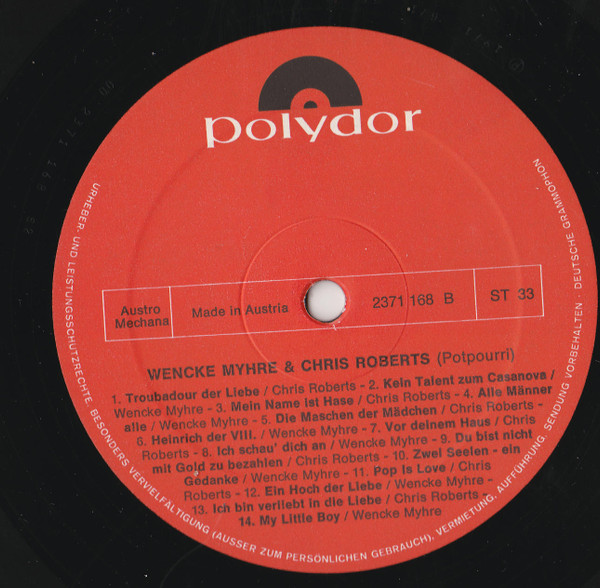 polydor
Austro
Mechana
Made in Austria
2371 168 B
ST 33
WENCKE MYHRE & CHRIS ROBERTS (Potpourri)
1. Troubadour der Liebe / Chris Roberts - 2. Kein Talent zum Casanova /
Wencke Myhre - 3. Mein Name ist Hase / Chris Roberts - 4. Alle Männer
alle / Wencke Myhre - 5. Die Maschen der Mädchen / Chris Roberts -
6. Heinrich der VIII. / Wencke Myhre - 7. Vor deinem Haus / Chris
Roberts - 8. Ich schau' dich an / Wencke Myhre - 9. Du bist nicht
mit Gold zu bezahlen / Chris Roberts - 10. Zwei Seelen - ein
Gedanke / Wencke Myhre - 11. Pop is Love / Chris
Roberts - 12. Ein Hoch der Liebe / Wencke Myhre -
13. Ich bin verliebt in die Liebe / Chris Roberts -
14. My Little Boy / Wencke Myhre
URHEBER- UND LEISTUNGSSCHUTZRECHTE, BESONDERS VERVIELFÄLTIGUNG (AUSSER ZUM PERSÖNLICHEN GEBRAUCH), VERMIETUNG, AUFFÜHRUNG, SENDUNG VORBEHALTEN · DEUTSCHE GRAMMOPHON